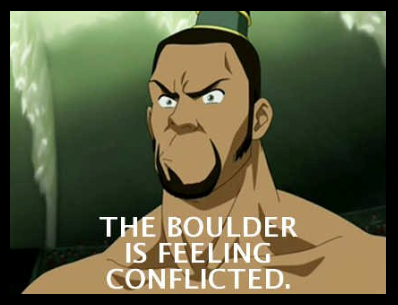 THE BOULDER
IS FEELING
CONFLICTED.